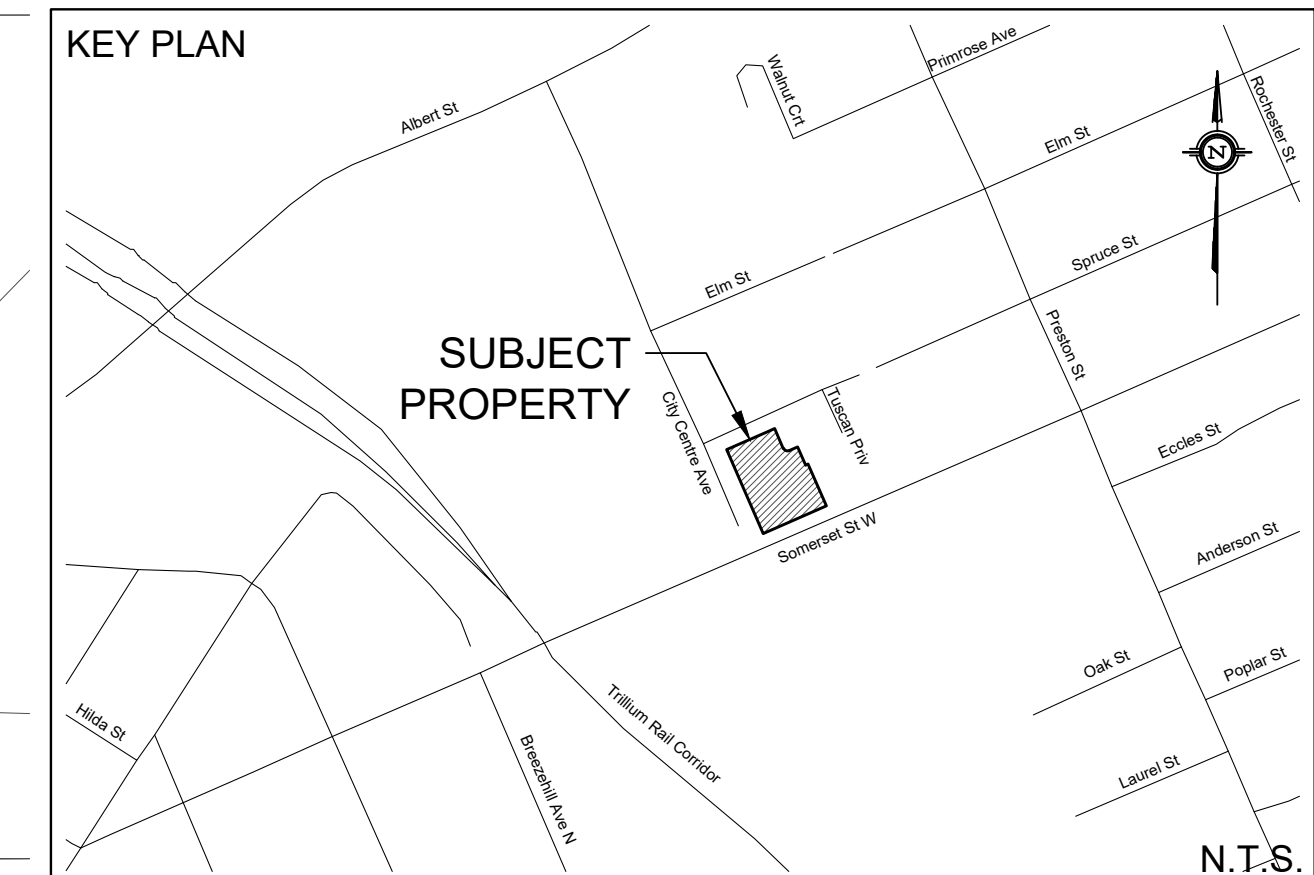 KEY PLAN
Primrose Ave
Walnut Crt
Albert St
Rochester St
Elm St
N
Spruce St
Elm St
Preston St
SUBJECT
PROPERTY
City Centre Ave
Tuscan Priv
Eccles St
Somerset St W
Anderson St
Oak St
Poplar St
Trillium Rail Corridor
Hilda St
Breezehill Ave N
Laurel St
N.T.S.